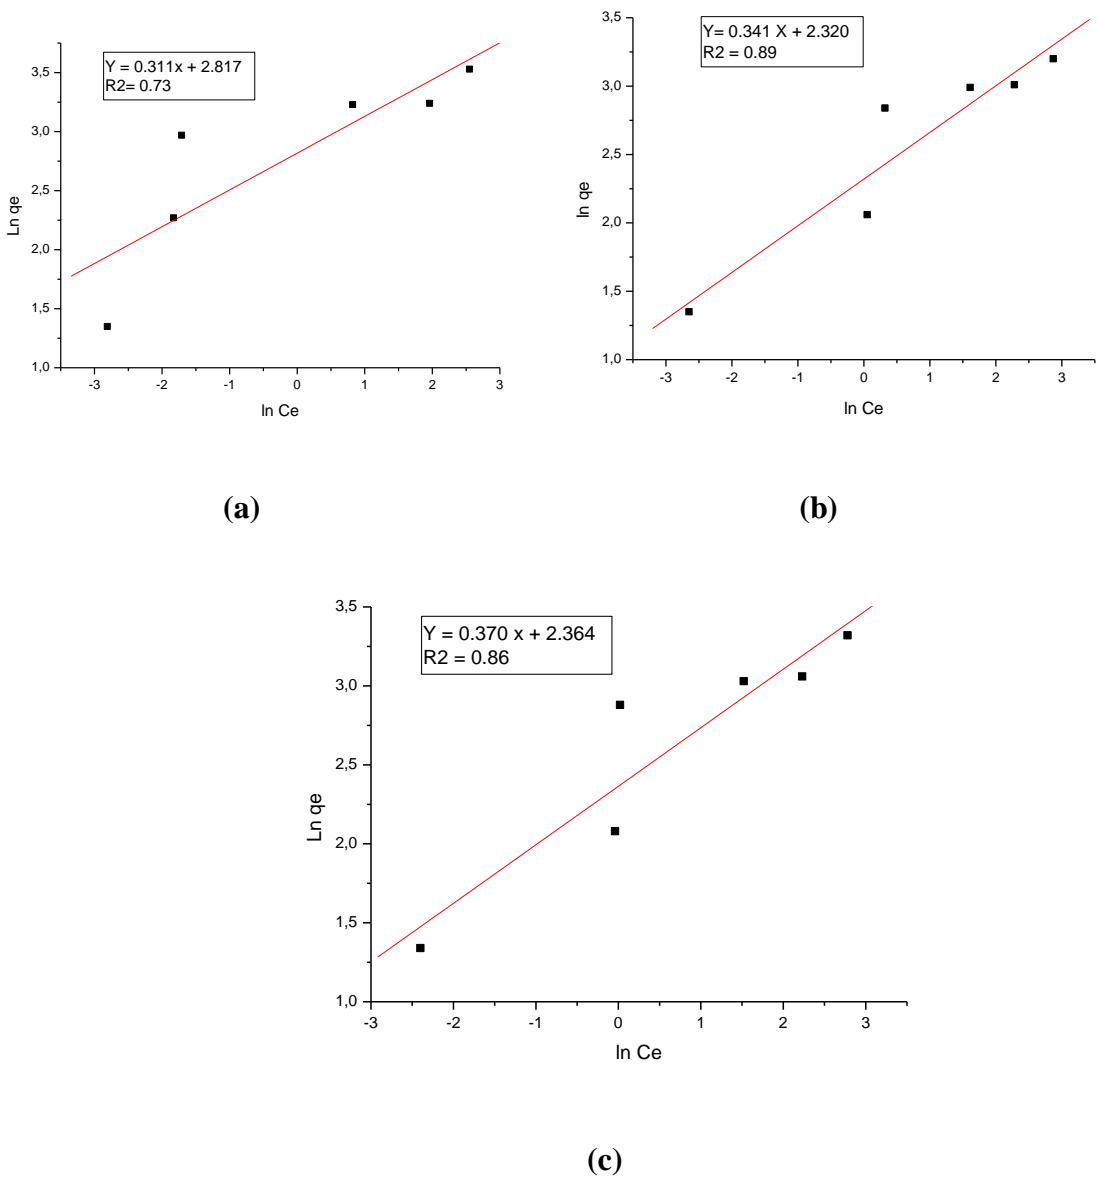 Y = 0.311x + 2.817
R2= 0.73
3,5
3,0
2,5
2,0
1,5
1,0
Ln qe
-3 -2 -1 0 1 2 3
ln Ce
(a)
Y= 0.341 X + 2.320
R2 = 0.89
3,5
3,0
2,5
2,0
1,5
1,0
ln qe
-3 -2 -1 0 1 2 3
ln Ce
(b)
Y = 0.370 x + 2.364
R2 = 0.86
3,5
3,0
2,5
2,0
1,5
1,0
Ln qe
-3 -2 -1 0 1 2 3
ln Ce
(c)